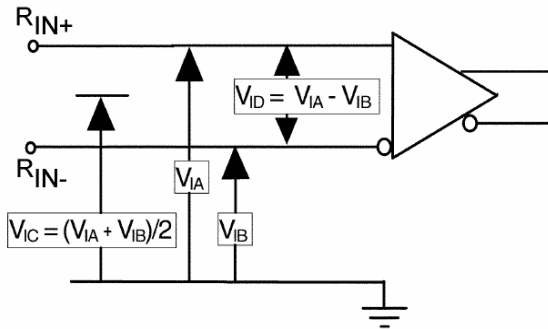 RIN+
VID = VIA - VIB
RIN-
VIA
VIC = (VIA + VIB)/2
VIB